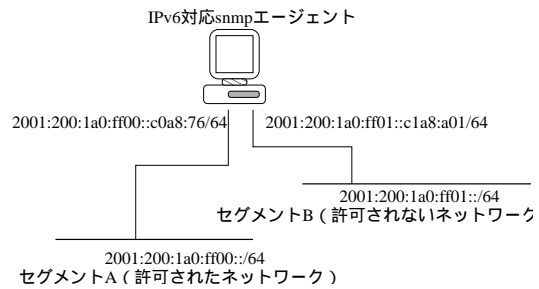 IPv6対応snmpエージェント
2001:200:1a0:ff00::c0a8:76/64
2001:200:1a0:ff01::c1a8:a01/64
2001:200:1a0:ff01::/64
セグメントB（許可されないネットワーク
2001:200:1a0:ff00::/64
セグメントA（許可されたネットワーク）